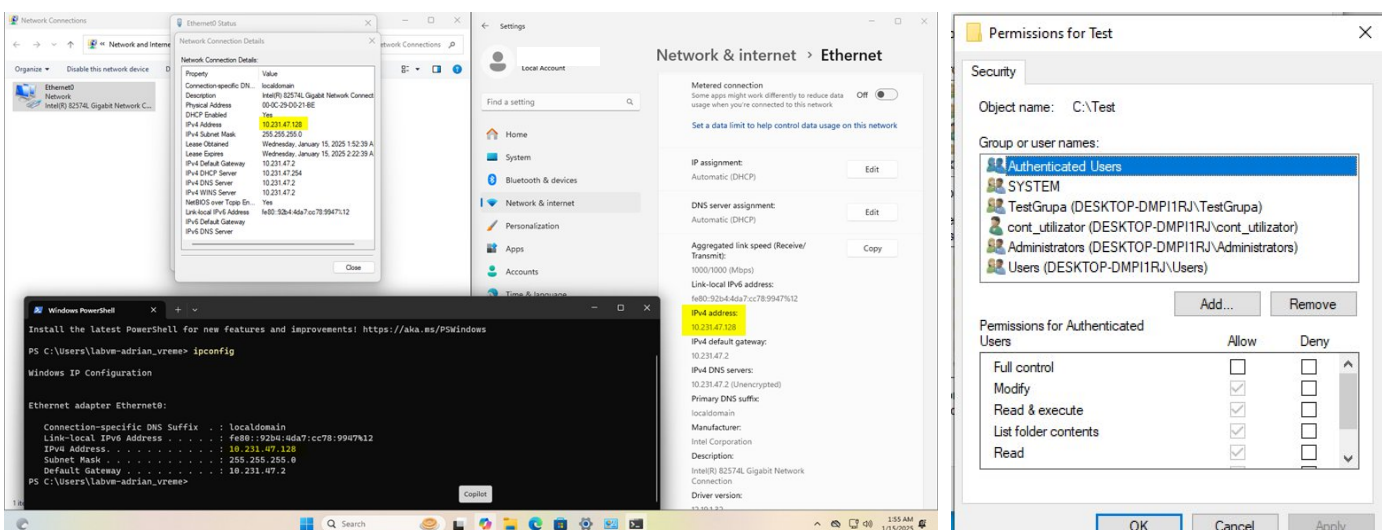 Network Connections
Network and Interne
Network Connections
Organize
Disable this network device
Ethernet0
Network
Intel(R) 82574L Gigabit Network C...
Ethernet0 Status
Network Connection Details
Network Connection Details:
Property Value
Connection-specific DN... localdomain
Description Intel(R) 82574L Gigabit Network Connect
Physical Address 00-0C-29-D0-21-BE
DHCP Enabled Yes
IPv4 Address 10.231.47.128
IPv4 Subnet Mask 255.255.255.0
Lease Obtained Wednesday, January 15, 2025 1:52:39 A
Lease Expires Wednesday, January 15, 2025 2:22:39 A
IPv4 Default Gateway 10.231.47.2
IPv4 DHCP Server 10.231.47.254
IPv4 DNS Server 10.231.47.2
IPv4 WINS Server 10.231.47.2
NetBIOS over Tcpip En... Yes
Link-local IPv6 Address fe80::92b4:4da7:cc78:9947%12
IPv6 Default Gateway
IPv6 DNS Server
Close
Windows PowerShell
Install the latest PowerShell for new features and improvements! https://aka.ms/PSWindows
PS C:\Users\labvm-adrian_vreme> ipconfig
Windows IP Configuration
Ethernet adapter Ethernet0:
Connection-specific DNS Suffix . : localdomain
Link-local IPv6 Address . . . . . : fe80::92b4:4da7:cc78:9947%12
IPv4 Address. . . . . . . . . . . : 10.231.47.128
Subnet Mask . . . . . . . . . . . : 255.255.255.0
Default Gateway . . . . . . . . . : 10.231.47.2
PS C:\Users\labvm-adrian_vreme>
Copilot
Settings
Local Account
Find a setting
Home
System
Bluetooth & devices
Network & internet
Personalization
Apps
Accounts
Time & language
Network & internet > Ethernet
Metered connection
Some apps might work differently to reduce data
usage when you're connected to this network
Off
Set a data limit to help control data usage on this network
IP assignment:
Automatic (DHCP)
Edit
DNS server assignment:
Automatic (DHCP)
Edit
Aggregated link speed (Receive/
Transmit):
1000/1000 (Mbps)
Copy
Link-local IPv6 address:
fe80::92b4:4da7:cc78:9947%12
IPv4 address:
10.231.47.128
IPv4 default gateway:
10.231.47.2
IPv4 DNS servers:
10.231.47.2 (Unencrypted)
Primary DNS suffix:
localdomain
Manufacturer:
Intel Corporation
Description:
Intel(R) 82574L Gigabit Network
Connection
Driver version:
Search
1:55 AM
1/15/2025
Permissions for Test
Security
Object name: C:\Test
Group or user names:
Authenticated Users
SYSTEM
TestGrupa (DESKTOP-DMPI1RJ\TestGrupa)
cont_utilizator (DESKTOP-DMPI1RJ\cont_utilizator)
Administrators (DESKTOP-DMPI1RJ\Administrators)
Users (DESKTOP-DMPI1RJ\Users)
Add... Remove
Permissions for Authenticated
Users Allow Deny
Full control
Modify
Read & execute
List folder contents
Read
OK Cancel Apply